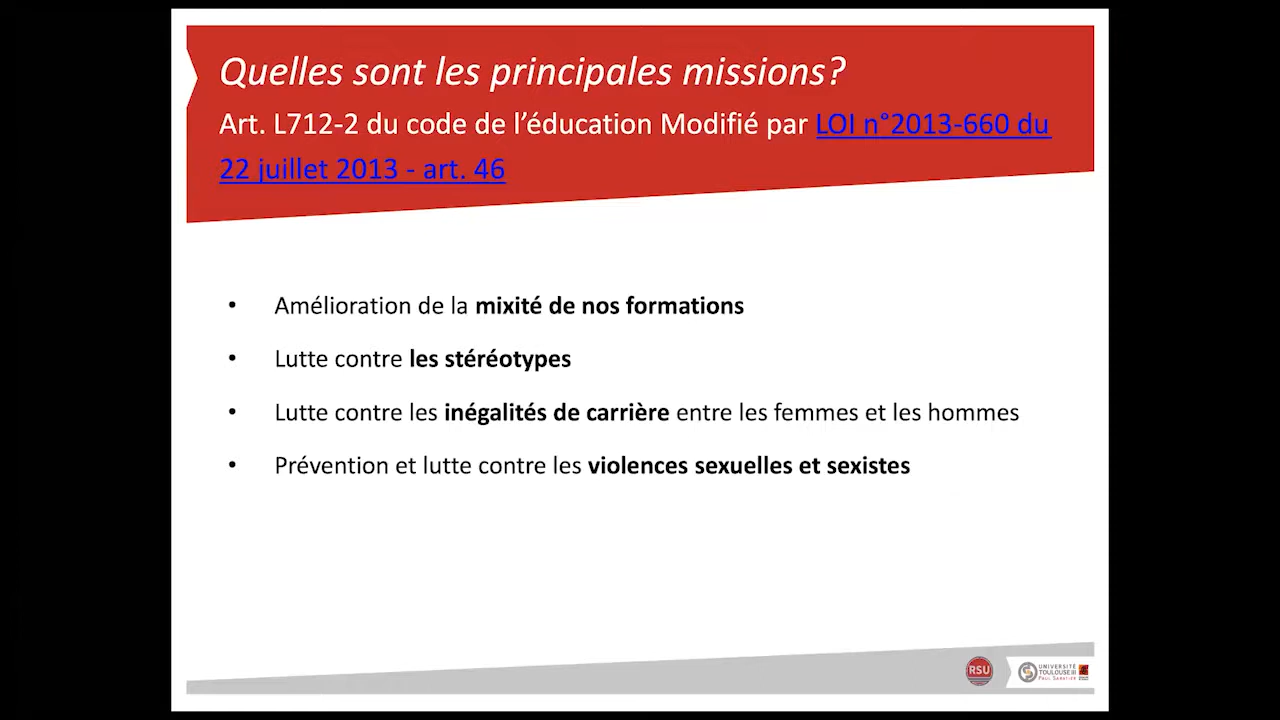 Quelles sont les principales missions?
Art. L712-2 du code de l’éducation Modifié par LOI n°2013-660 du
22 juillet 2013 - art. 46
• Amélioration de la mixité de nos formations
• Lutte contre les stéréotypes
• Lutte contre les inégalités de carrière entre les femmes et les hommes
• Prévention et lutte contre les violences sexuelles et sexistes
RSU
UNIVERSITÉ
TOULOUSE III
PAUL SABATIER